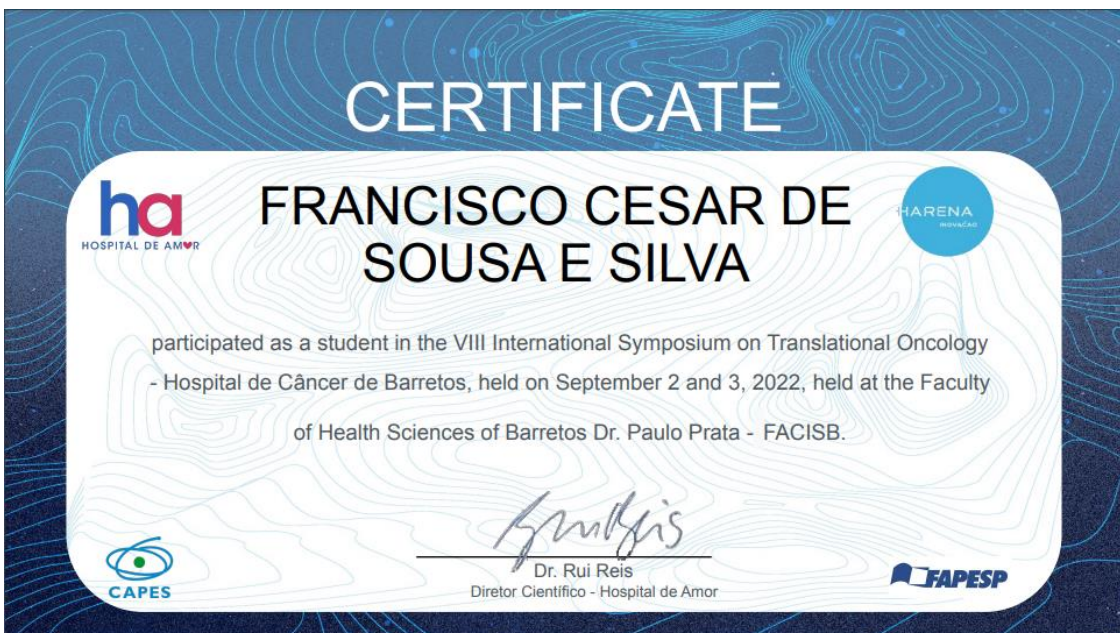 CERTIFICATE
ha
HOSPITAL DE AMOR
FRANCISCO CESAR DE
SOUSA E SILVA
HARENA
INOVAÇÃO
participated as a student in the VIII International Symposium on Translational Oncology
- Hospital de Câncer de Barretos, held on September 2 and 3, 2022, held at the Faculty
of Health Sciences of Barretos Dr. Paulo Prata - FACISB.
Dr. Rui Reis
Diretor Científico - Hospital de Amor
CAPES
FAPESP